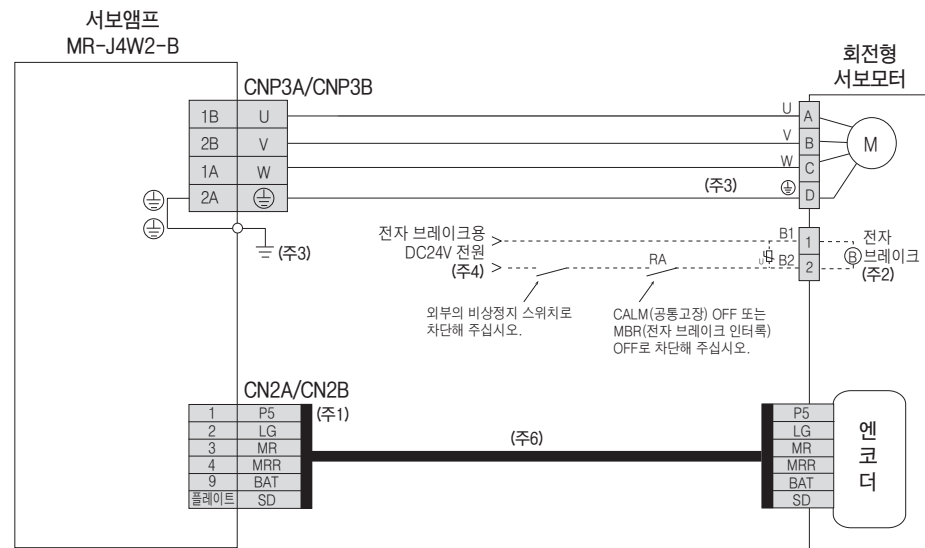 서보앰프
MR-J4W2-B
회전형
서보모터
CNP3A/CNP3B
1B U
2B V
1A W
2A
U A
V B
W C
(주3) D
M
(주3)
전자 브레이크용
DC24V 전원
(주4)
RA
B1 1
U B2 2
B
전자
브레이크
(주2)
외부의 비상정지 스위치로
차단해 주십시오.
CALM(공통고장) OFF 또는
MBR(전자 브레이크 인터록)
OFF로 차단해 주십시오.
CN2A/CN2B
1 P5 (주1)
2 LG
3 MR
4 MRR
9 BAT
플레이트 SD
(주6)
P5
LG
MR
MRR
BAT
SD
엔
코
더